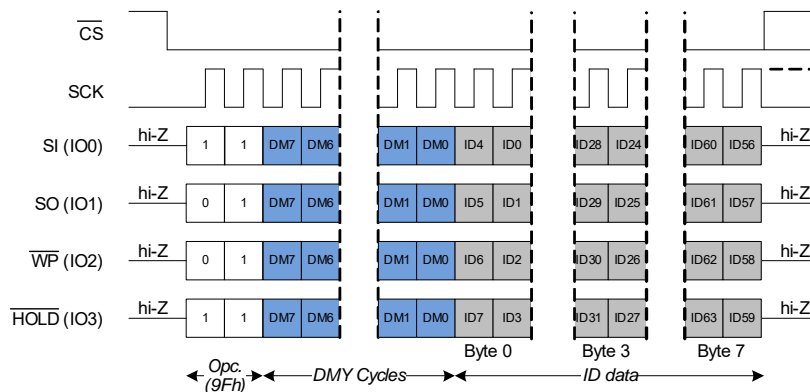 CS
SCK
hi-Z hi-Z
SI (IO0) 1 1 DM7 DM6 DM1 DM0 ID4 ID0 ID28 ID24 ID60 ID56
hi-Z hi-Z
SO (IO1) 0 1 DM7 DM6 DM1 DM0 ID5 ID1 ID29 ID25 ID61 ID57
hi-Z hi-Z
WP (IO2) 0 1 DM7 DM6 DM1 DM0 ID6 ID2 ID30 ID26 ID62 ID58
hi-Z hi-Z
HOLD (IO3) 1 1 DM7 DM6 DM1 DM0 ID7 ID3 ID31 ID27 ID63 ID59
Byte 0 Byte 3 Byte 7
Opc. DMY Cycles ID data
(9Fh)